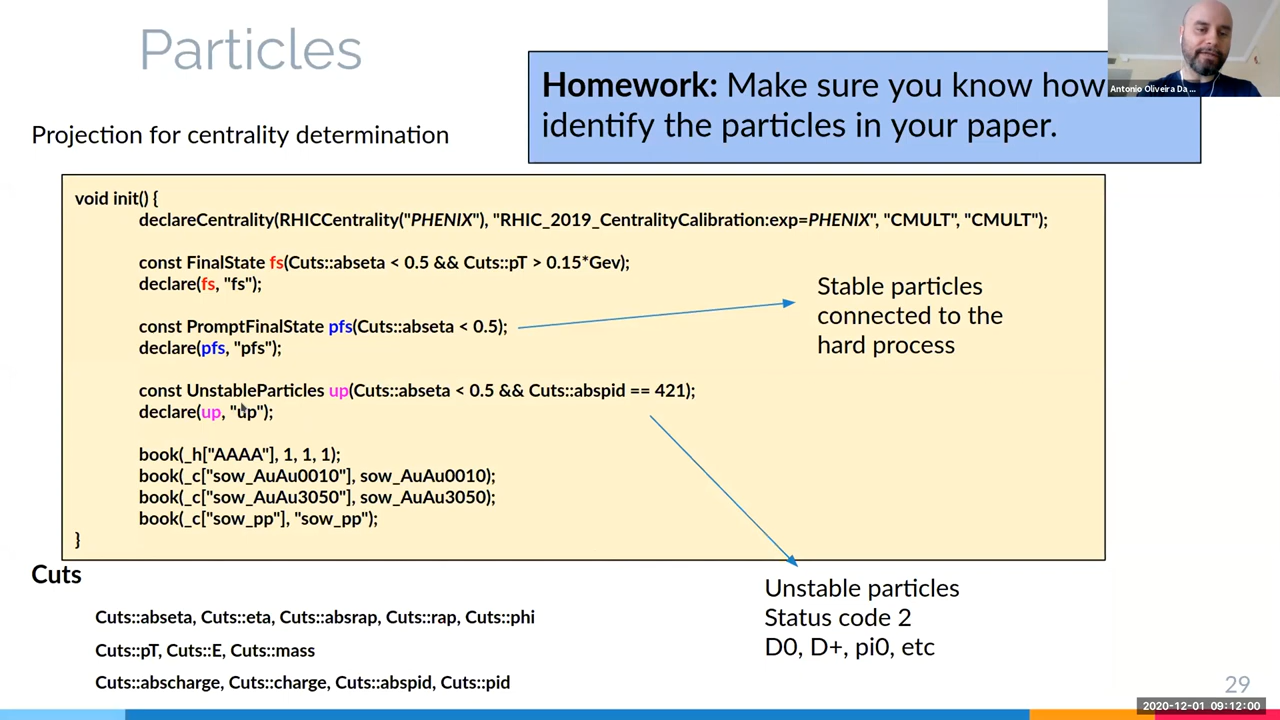 Particles
Homework: Make sure you know how
identify the particles in your paper.
Antonio Oliveira Da ...
Projection for centrality determination
void init() {
declareCentrality(RHICCentrality("PHENIX"), "RHIC_2019_CentralityCalibration:exp=PHENIX", "CMULT", "CMULT");
const FinalState fs(Cuts::abseta < 0.5 && Cuts::pT > 0.15*Gev);
declare(fs, "fs");
const PromptFinalState pfs(Cuts::abseta < 0.5);
declare(pfs, "pfs");
const UnstableParticles up(Cuts::abseta < 0.5 && Cuts::abspid == 421);
declare(up, "up");
book(_h["AAAA"], 1, 1, 1);
book(_c["sow_AuAu0010"], sow_AuAu0010);
book(_c["sow_AuAu3050"], sow_AuAu3050);
book(_c["sow_pp"], "sow_pp");
}
Stable particles
connected to the
hard process
Cuts
Cuts::abseta, Cuts::eta, Cuts::absrap, Cuts::rap, Cuts::phi
Cuts::pT, Cuts::E, Cuts::mass
Cuts::abscharge, Cuts::charge, Cuts::abspid, Cuts::pid
Unstable particles
Status code 2
D0, D+, pi0, etc
29
2020-12-01 09:12:00